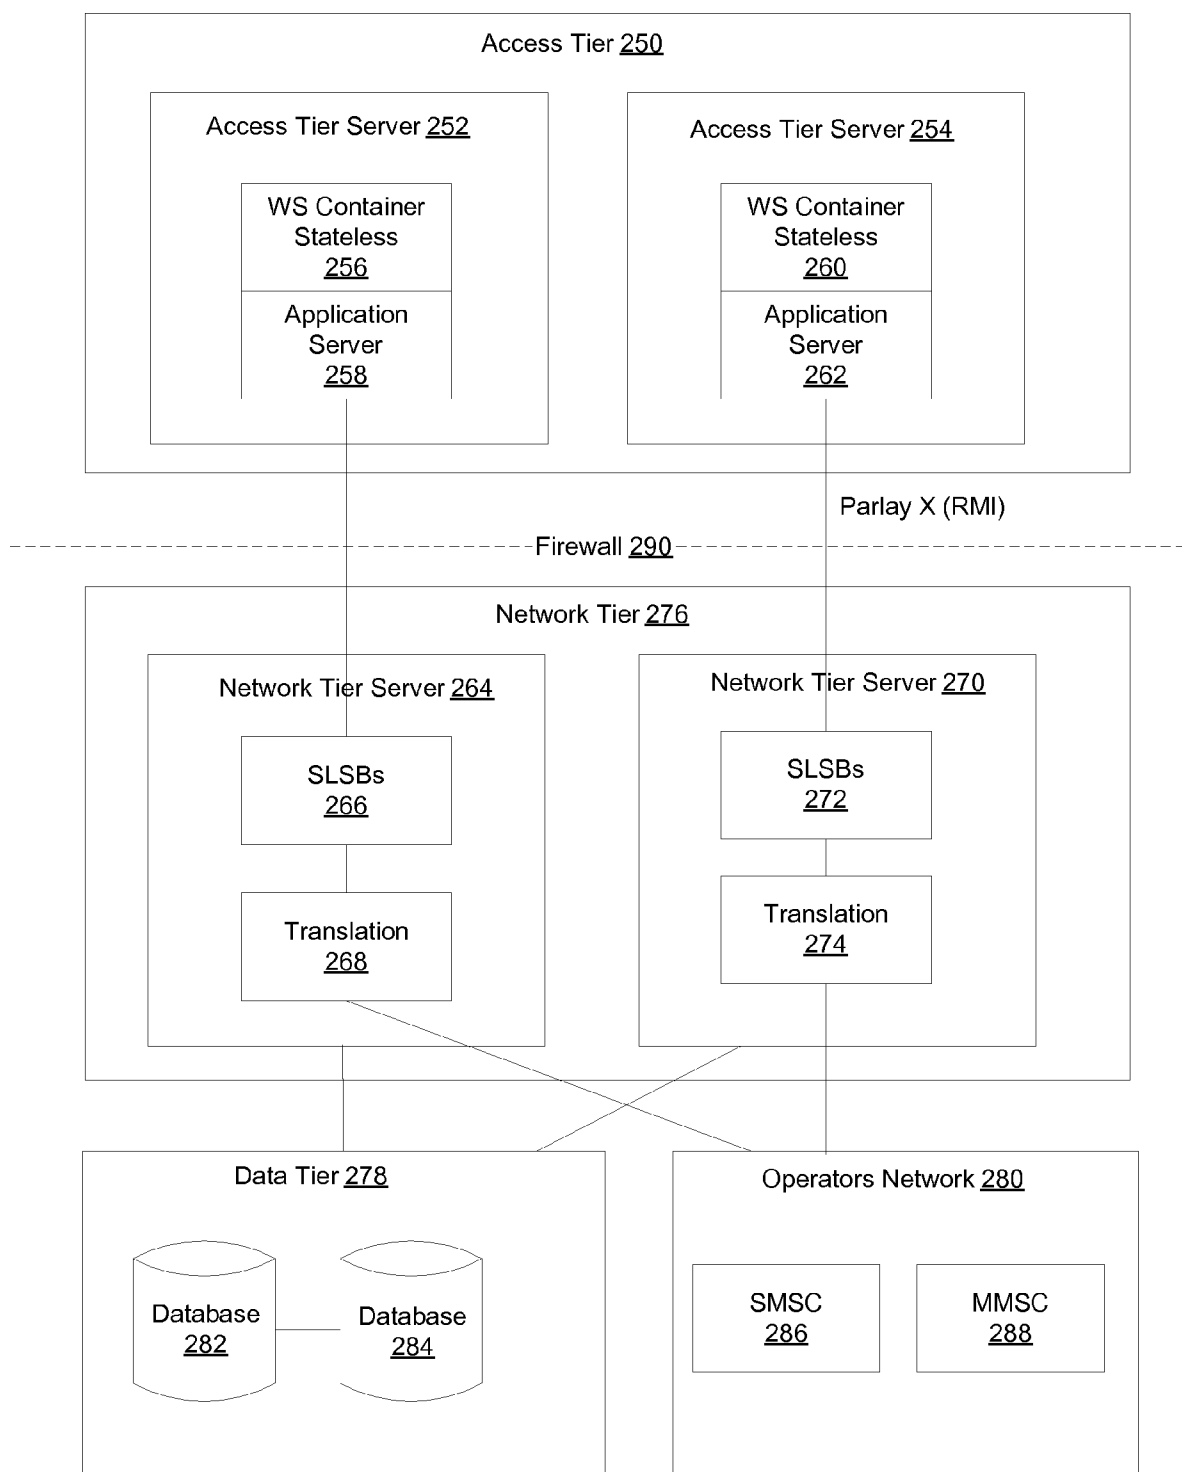 Access Tier 250
Access Tier Server 252
Access Tier Server 254
WS Container
Stateless
256
WS Container
Stateless
260
Application
Server
258
Application
Server
262
Parlay X (RMI)
Firewall 290
Network Tier 276
Network Tier Server 264
Network Tier Server 270
SLSBs
266
SLSBs
272
Translation
268
Translation
274
Data Tier 278
Operators Network 280
Database
282
Database
284
SMSC
286
MMSC
288